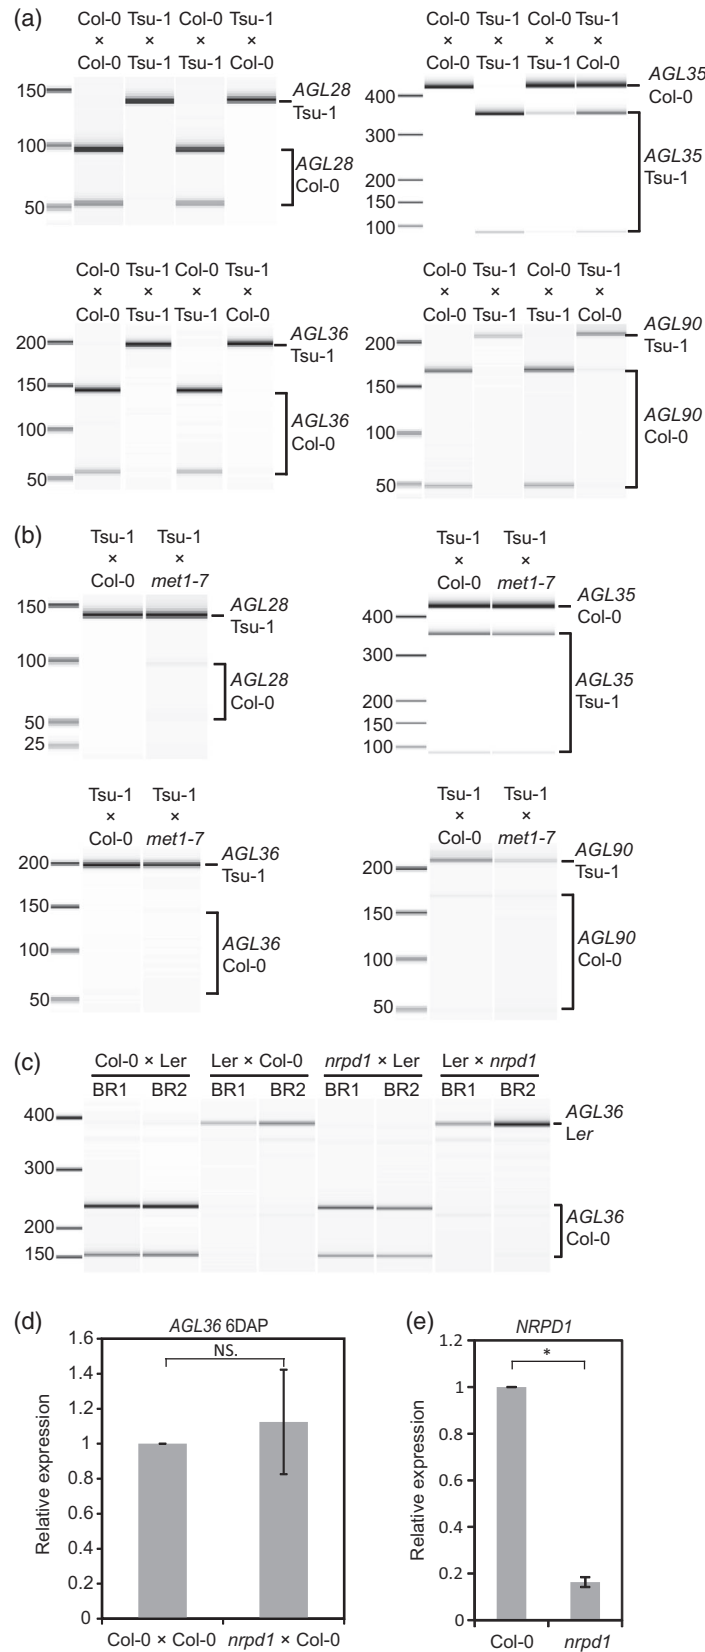 (a)
Col-0 Tsu-1 Col-0 Tsu-1
× × × ×
Col-0 Tsu-1 Tsu-1 Col-0
150
100
50
AGL28
Tsu-1
AGL28
Col-0
Col-0 Tsu-1 Col-0 Tsu-1
× × × ×
Col-0 Tsu-1 Tsu-1 Col-0
400
300
200
150
100
AGL35
Col-0
AGL35
Tsu-1
Col-0 Tsu-1 Col-0 Tsu-1
× × × ×
Col-0 Tsu-1 Tsu-1 Col-0
200
150
100
50
AGL36
Tsu-1
AGL36
Col-0
Col-0 Tsu-1 Col-0 Tsu-1
× × × ×
Col-0 Tsu-1 Tsu-1 Col-0
200
150
100
50
AGL90
Tsu-1
AGL90
Col-0
(b)
Tsu-1 Tsu-1
× ×
Col-0 met1-7
150
100
50
25
AGL28
Tsu-1
AGL28
Col-0
Tsu-1 Tsu-1
× ×
Col-0 met1-7
400
300
200
150
100
AGL35
Col-0
AGL35
Tsu-1
Tsu-1 Tsu-1
× ×
Col-0 met1-7
200
150
100
50
AGL36
Tsu-1
AGL36
Col-0
Tsu-1 Tsu-1
× ×
Col-0 met1-7
200
150
100
50
AGL90
Tsu-1
AGL90
Col-0
(c)
Col-0 × Ler Ler × Col-0 nrpd1 × Ler Ler × nrpd1
BR1 BR2 BR1 BR2 BR1 BR2 BR1 BR2
400
300
200
150
AGL36
Ler
AGL36
Col-0
(d)
AGL36 6DAP
NS.
Relative expression
1.6
1.4
1.2
1
0.8
0.6
0.4
0.2
0
Col-0 × Col-0 nrpd1 × Col-0
(e)
NRPD1
*
Relative expression
1.2
1
0.8
0.6
0.4
0.2
0
Col-0 nrpd1